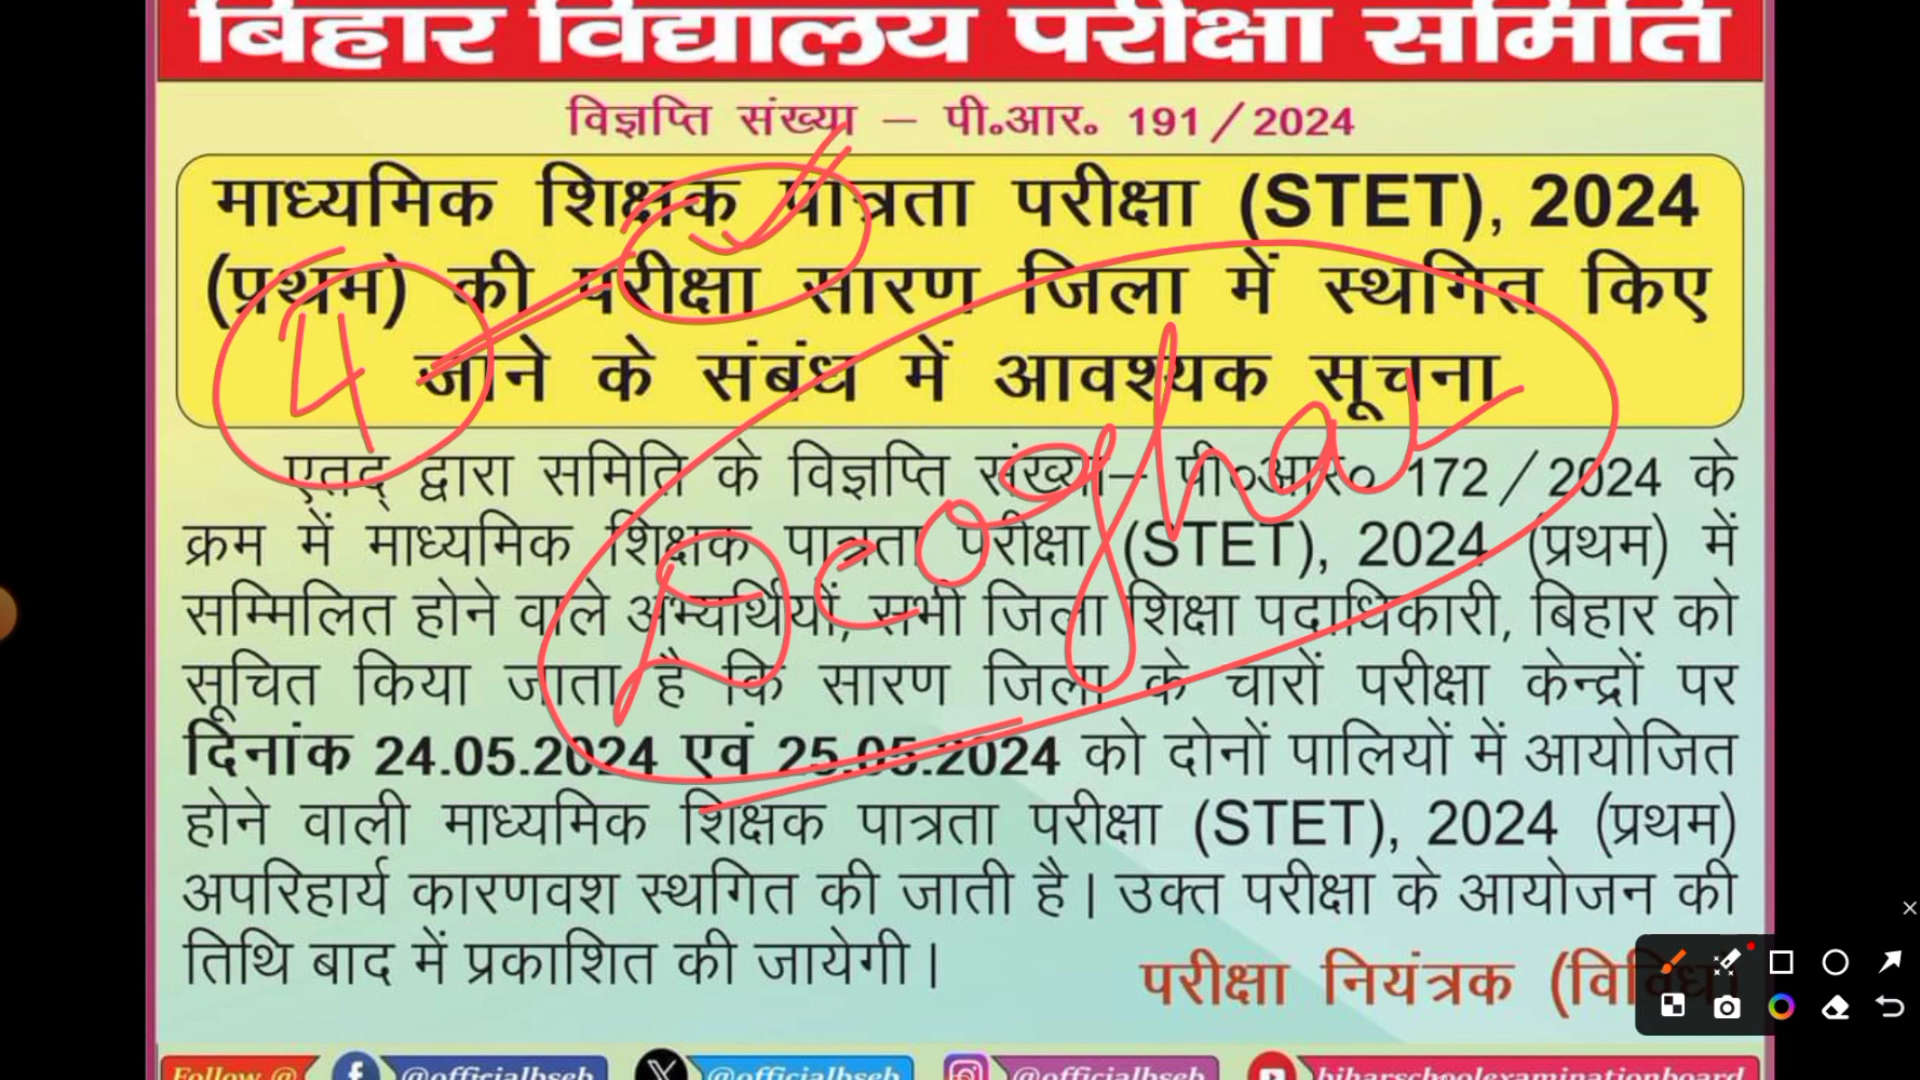 बिहार विद्यालय परीक्षा समिति
विज्ञप्ति संख्या – पी०आर० 191/2024
माध्यमिक शिक्षक पात्रता परीक्षा (STET), 2024
(प्रथम) की परीक्षा सारण जिला में स्थगित किए
जाने के संबंध में आवश्यक सूचना
4
Deoghar
एतद् द्वारा समिति के विज्ञप्ति संख्या– पी०आर० 172/2024 के
क्रम में माध्यमिक शिक्षक पात्रता परीक्षा (STET), 2024 (प्रथम) में
सम्मिलित होने वाले अभ्यर्थियों, सभी जिला शिक्षा पदाधिकारी, बिहार को
सूचित किया जाता है कि सारण जिला के चारों परीक्षा केन्द्रों पर
दिनांक 24.05.2024 एवं 25.05.2024 को दोनों पालियों में आयोजित
होने वाली माध्यमिक शिक्षक पात्रता परीक्षा (STET), 2024 (प्रथम)
अपरिहार्य कारणवश स्थगित की जाती है। उक्त परीक्षा के आयोजन की
तिथि बाद में प्रकाशित की जायेगी।
परीक्षा नियंत्रक (विविध)
Follow @ @officialbseb @officialbseb @officialbseb biharschoolexaminationboard